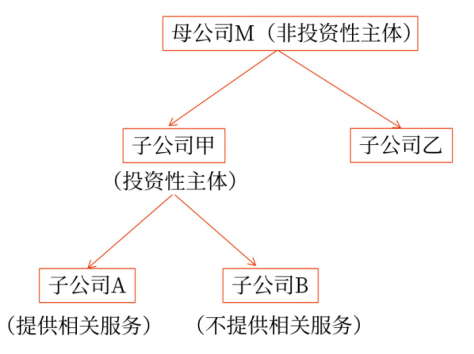 母公司M（非投资性主体）
子公司甲
子公司乙
（投资性主体）
子公司A
子公司B
（提供相关服务）
（不提供相关服务）